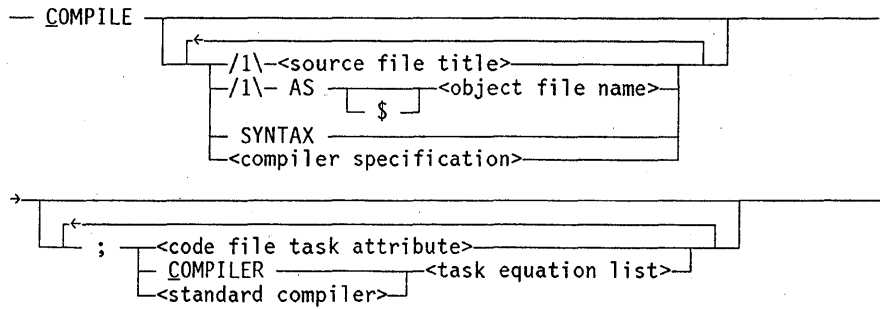 COMPILE
/1\-<source file title>
/1\- AS <object file name>
$
SYNTAX
<compiler specification>
; <code file task attribute>
COMPILER <task equation list>
<standard compiler>